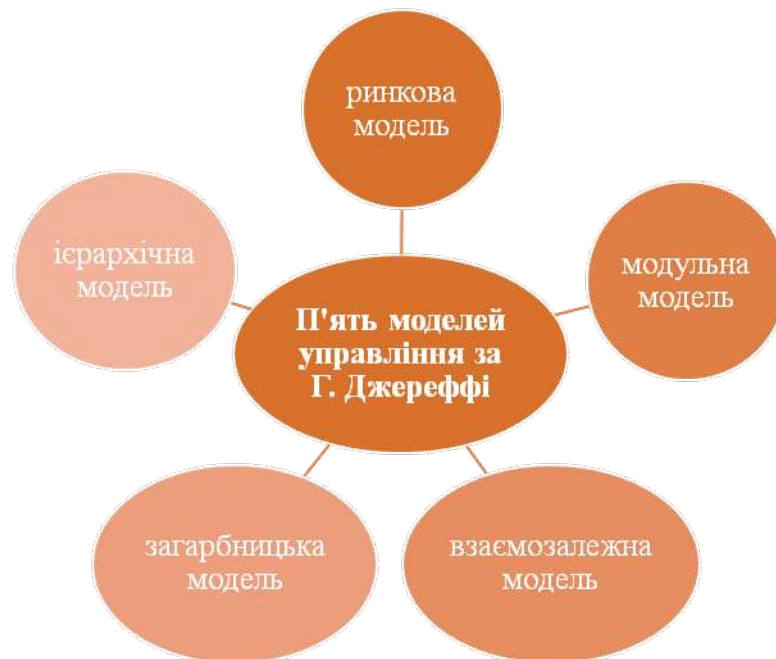 ринкова
модель
ієрархічна
модель
модульна
модель
П'ять моделей
управління за
Г. Джереффі
загарбницька
модель
взаємозалежна
модель